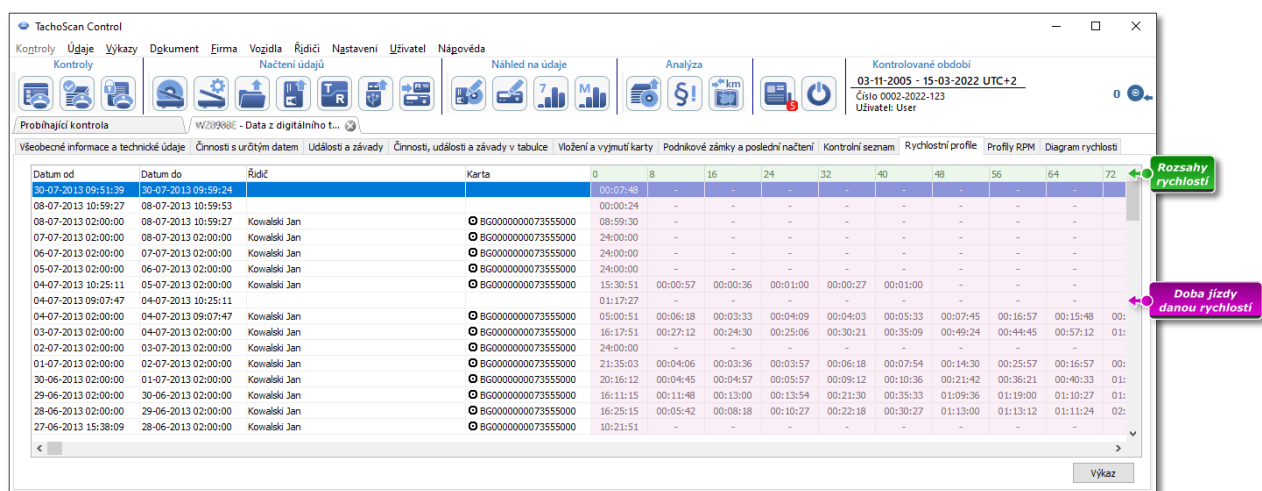 TachoScan Control
Kontroly Údaje Výkazy Dokument Firma Vozidla Řidiči Nastavení Uživatel Nápověda
Kontroly Načtení údajů Náhled na údaje Analýza Kontrolované období
03-11-2005 - 15-03-2022 UTC+2
Číslo 0002-2022-123
Uživatel: User
0
T R 7 M §! km 5
Probíhající kontrola - Data z digitálního t...
Všeobecné informace a technické údaje Činnosti s určitým datem Události a závady Činnosti, události a závady v tabulce Vložení a vyjmutí karty Podnikové zámky a poslední načtení Kontrolní seznam Rychlostní profile Profily RPM Diagram rychlosti
Datum od Datum do Řidič Karta 0 8 16 24 32 40 48 56 64 72
30-07-2013 09:51:39 30-07-2013 09:59:24 00:07:48 - - - - - - - -
08-07-2013 10:59:27 08-07-2013 10:59:53 00:00:24 - - - - - - - -
08-07-2013 02:00:00 08-07-2013 10:59:27 Kowalski Jan BG0000000073555000 08:59:30 - - - - - - - -
07-07-2013 02:00:00 08-07-2013 02:00:00 Kowalski Jan BG0000000073555000 24:00:00 - - - - - - - -
06-07-2013 02:00:00 07-07-2013 02:00:00 Kowalski Jan BG0000000073555000 24:00:00 - - - - - - - -
05-07-2013 02:00:00 06-07-2013 02:00:00 Kowalski Jan BG0000000073555000 24:00:00 - - - - - - - -
04-07-2013 10:25:11 05-07-2013 02:00:00 Kowalski Jan BG0000000073555000 15:30:51 00:00:57 00:00:36 00:01:00 00:00:27 00:01:00 - - -
04-07-2013 09:07:47 04-07-2013 10:25:11 01:17:27 - - - - - - - -
04-07-2013 02:00:00 04-07-2013 09:07:47 Kowalski Jan BG0000000073555000 05:00:51 00:06:18 00:03:33 00:04:09 00:04:03 00:05:33 00:07:45 00:16:57 00:15:48 00:
03-07-2013 02:00:00 04-07-2013 02:00:00 Kowalski Jan BG0000000073555000 16:17:51 00:27:12 00:24:30 00:25:06 00:30:21 00:35:09 00:49:24 00:44:45 00:57:12 01:
02-07-2013 02:00:00 03-07-2013 02:00:00 Kowalski Jan BG0000000073555000 24:00:00 - - - - - - - -
01-07-2013 02:00:00 02-07-2013 02:00:00 Kowalski Jan BG0000000073555000 21:35:03 00:04:06 00:03:36 00:03:57 00:06:18 00:07:54 00:14:30 00:25:57 00:16:57 00:
30-06-2013 02:00:00 01-07-2013 02:00:00 Kowalski Jan BG0000000073555000 20:16:12 00:04:45 00:04:57 00:05:57 00:09:12 00:10:36 00:21:42 00:36:21 00:40:33 01:
29-06-2013 02:00:00 30-06-2013 02:00:00 Kowalski Jan BG0000000073555000 16:11:15 00:11:48 00:13:00 00:13:54 00:21:30 00:35:33 01:09:36 01:19:00 01:10:27 01:
28-06-2013 02:00:00 29-06-2013 02:00:00 Kowalski Jan BG0000000073555000 16:25:15 00:05:42 00:08:18 00:10:27 00:22:18 00:30:27 01:13:00 01:13:12 01:11:24 02:
27-06-2013 15:38:09 28-06-2013 02:00:00 Kowalski Jan BG0000000073555000 10:21:51 - - - - - - - -
Výkaz
Rozsahy
rychlostí
Doba jízdy
danou rychlostí